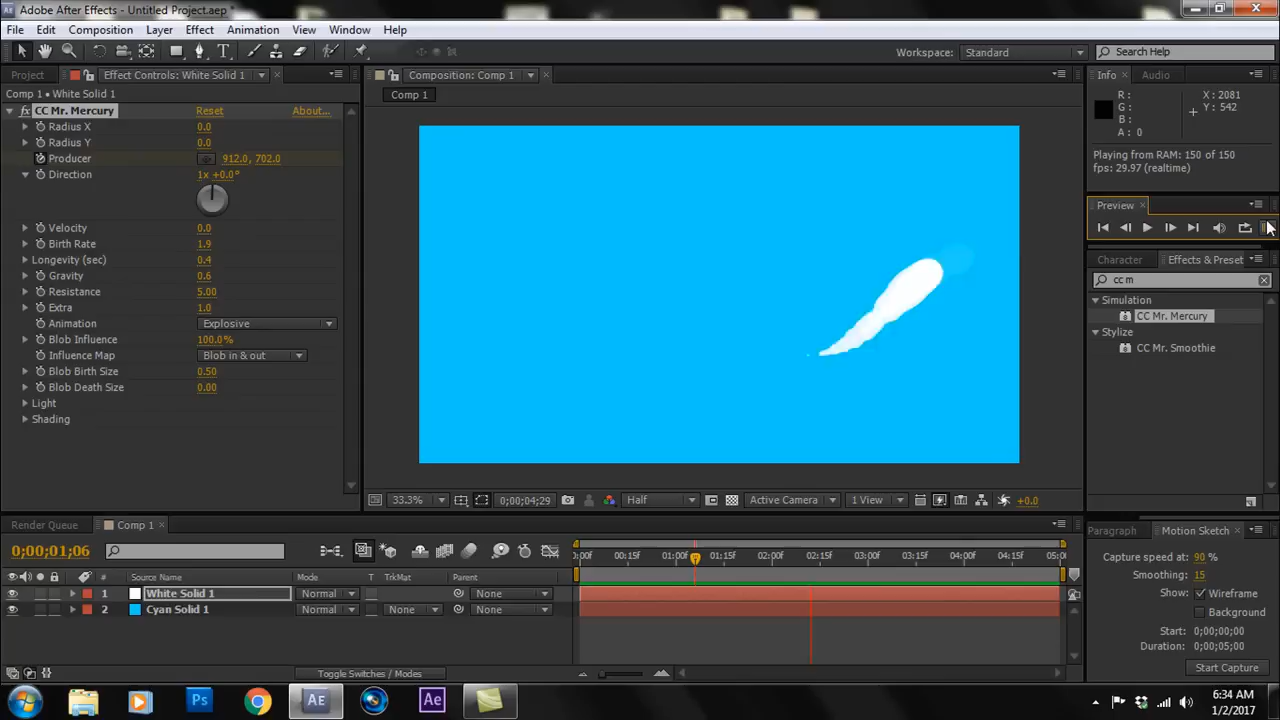 Adobe After Effects - Untitled Project.aep *
File Edit Composition Layer Effect Animation View Window Help
Workspace: Standard Search Help
Project Effect Controls: White Solid 1 Composition: Comp 1 Info Audio
Comp 1 • White Solid 1
Comp 1
fx CC Mr. Mercury Reset About...
Radius X 0.0
Radius Y 0.0
Producer 912.0, 702.0
Direction 1x +0.0°
Velocity 0.0
Birth Rate 1.9
Longevity (sec) 0.4
Gravity 0.6
Resistance 5.00
Extra 1.0
Animation Explosive
Blob Influence 100.0%
Influence Map Blob in & out
Blob Birth Size 0.50
Blob Death Size 0.00
Light
Shading
33.3% 0;00;04;29 Half Active Camera 1 View +0.0
R : X : 2081
G : Y : 542
B :
A : 0
Playing from RAM: 150 of 150
fps: 29.97 (realtime)
Preview
Character Effects & Preset
cc m
Simulation
CC Mr. Mercury
Stylize
CC Mr. Smoothie
Render Queue Comp 1
0;00;01;06
:00f 00:15f 01:00f 01:15f 02:00f 02:15f 03:00f 03:15f 04:00f 04:15f 05:0
# Source Name Mode T TrkMat Parent
1 White Solid 1 Normal None
2 Cyan Solid 1 Normal None None
Toggle Switches / Modes
Paragraph Motion Sketch
Capture speed at: 90 %
Smoothing: 15
Show: Wireframe
Background
Start: 0;00;00;00
Duration: 0;00;05;00
Start Capture
Ps AE Ae
6:34 AM
1/2/2017